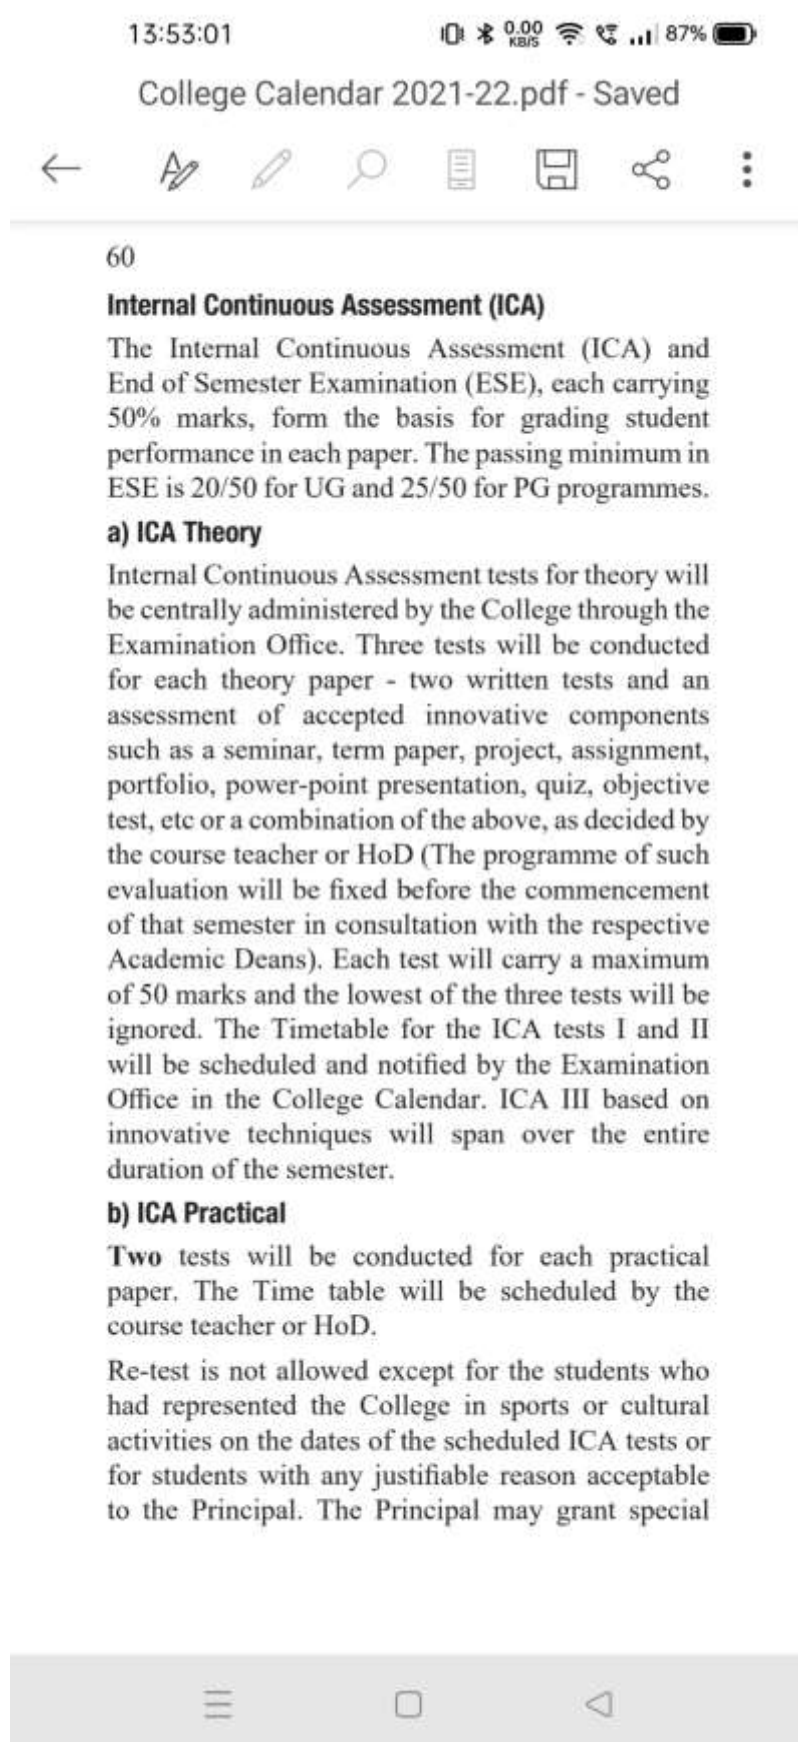 13:53:01
0.00 KB/S
87%
College Calendar 2021-22.pdf - Saved
60
Internal Continuous Assessment (ICA)
The Internal Continuous Assessment (ICA) and
End of Semester Examination (ESE), each carrying
50% marks, form the basis for grading student
performance in each paper. The passing minimum in
ESE is 20/50 for UG and 25/50 for PG programmes.
a) ICA Theory
Internal Continuous Assessment tests for theory will
be centrally administered by the College through the
Examination Office. Three tests will be conducted
for each theory paper - two written tests and an
assessment of accepted innovative components
such as a seminar, term paper, project, assignment,
portfolio, power-point presentation, quiz, objective
test, etc or a combination of the above, as decided by
the course teacher or HoD (The programme of such
evaluation will be fixed before the commencement
of that semester in consultation with the respective
Academic Deans). Each test will carry a maximum
of 50 marks and the lowest of the three tests will be
ignored. The Timetable for the ICA tests I and II
will be scheduled and notified by the Examination
Office in the College Calendar. ICA III based on
innovative techniques will span over the entire
duration of the semester.
b) ICA Practical
Two tests will be conducted for each practical
paper. The Time table will be scheduled by the
course teacher or HoD.
Re-test is not allowed except for the students who
had represented the College in sports or cultural
activities on the dates of the scheduled ICA tests or
for students with any justifiable reason acceptable
to the Principal. The Principal may grant special